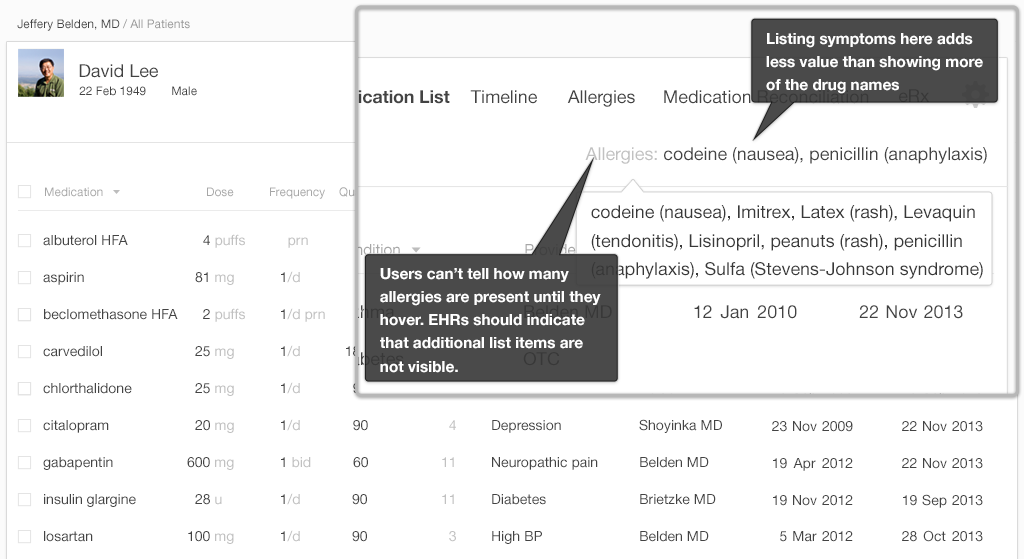 Jeffery Belden, MD / All Patients
David Lee
22 Feb 1949 Male
Listing symptoms here adds
less value than showing more
of the drug names
ication List Timeline Allergies Medication Reconciliation eRx
Allergies: codeine (nausea), penicillin (anaphylaxis)
codeine (nausea), Imitrex, Latex (rash), Levaquin
(tendonitis), Lisinopril, peanuts (rash), penicillin
(anaphylaxis), Sulfa (Stevens-Johnson syndrome)
Users can't tell how many
allergies are present until they
hover. EHRs should indicate
that additional list items are
not visible.
ndition Provide
hma Belden MD 12 Jan 2010 22 Nov 2013
abetes OTC
Medication Dose Frequency Qu
albuterol HFA 4 puffs prn
aspirin 81 mg 1/d
beclomethasone HFA 2 puffs 1/d prn
carvedilol 25 mg 1/d 18
chlorthalidone 25 mg 1/d 9
citalopram 20 mg 1/d 90 4 Depression Shoyinka MD 23 Nov 2009 22 Nov 2013
gabapentin 600 mg 1 bid 60 11 Neuropathic pain Belden MD 19 Apr 2012 22 Nov 2013
insulin glargine 28 u 1/d 90 11 Diabetes Brietzke MD 19 Nov 2012 19 Sep 2013
losartan 100 mg 1/d 90 3 High BP Belden MD 5 Mar 2012 28 Oct 2013